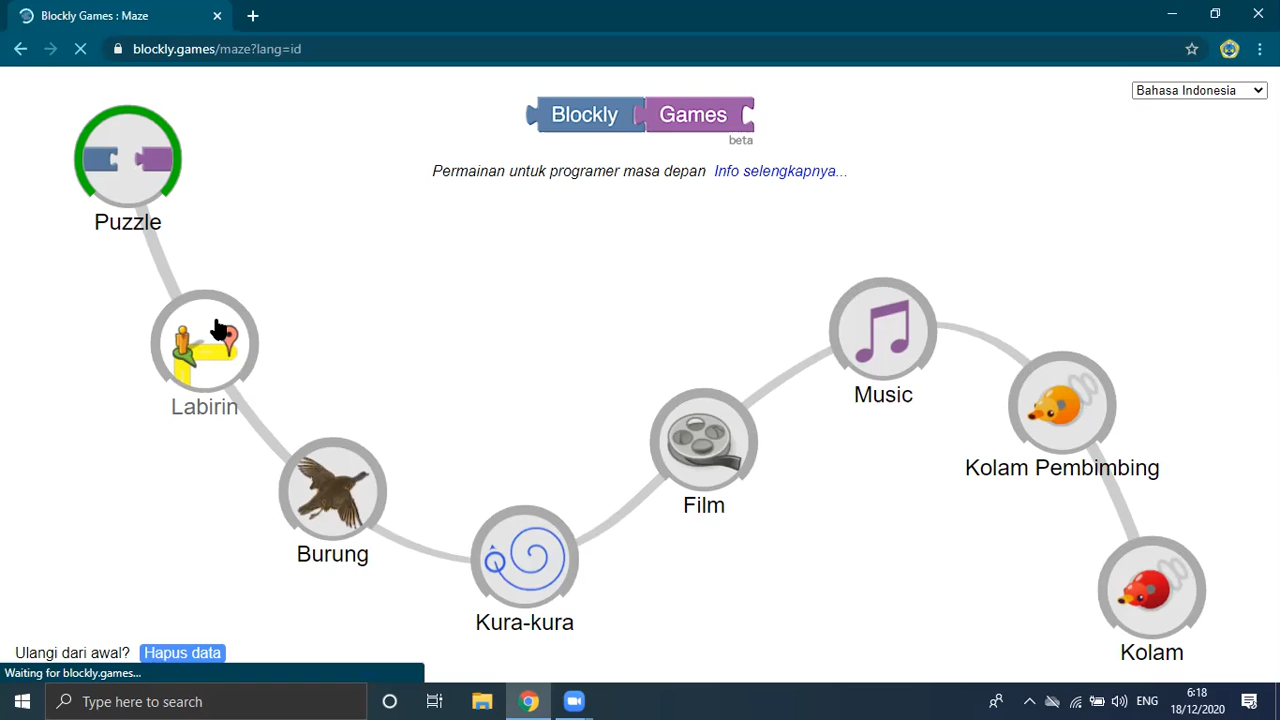 Blockly Games : Maze
blockly.games/maze?lang=id
Bahasa Indonesia
Blockly Games
beta
Permainan untuk programer masa depan Info selengkapnya...
Puzzle
Labirin
Burung
Kura-kura
Film
Music
Kolam Pembimbing
Kolam
Ulangi dari awal? Hapus data
Waiting for blockly.games...
Type here to search
ENG
6:18
18/12/2020